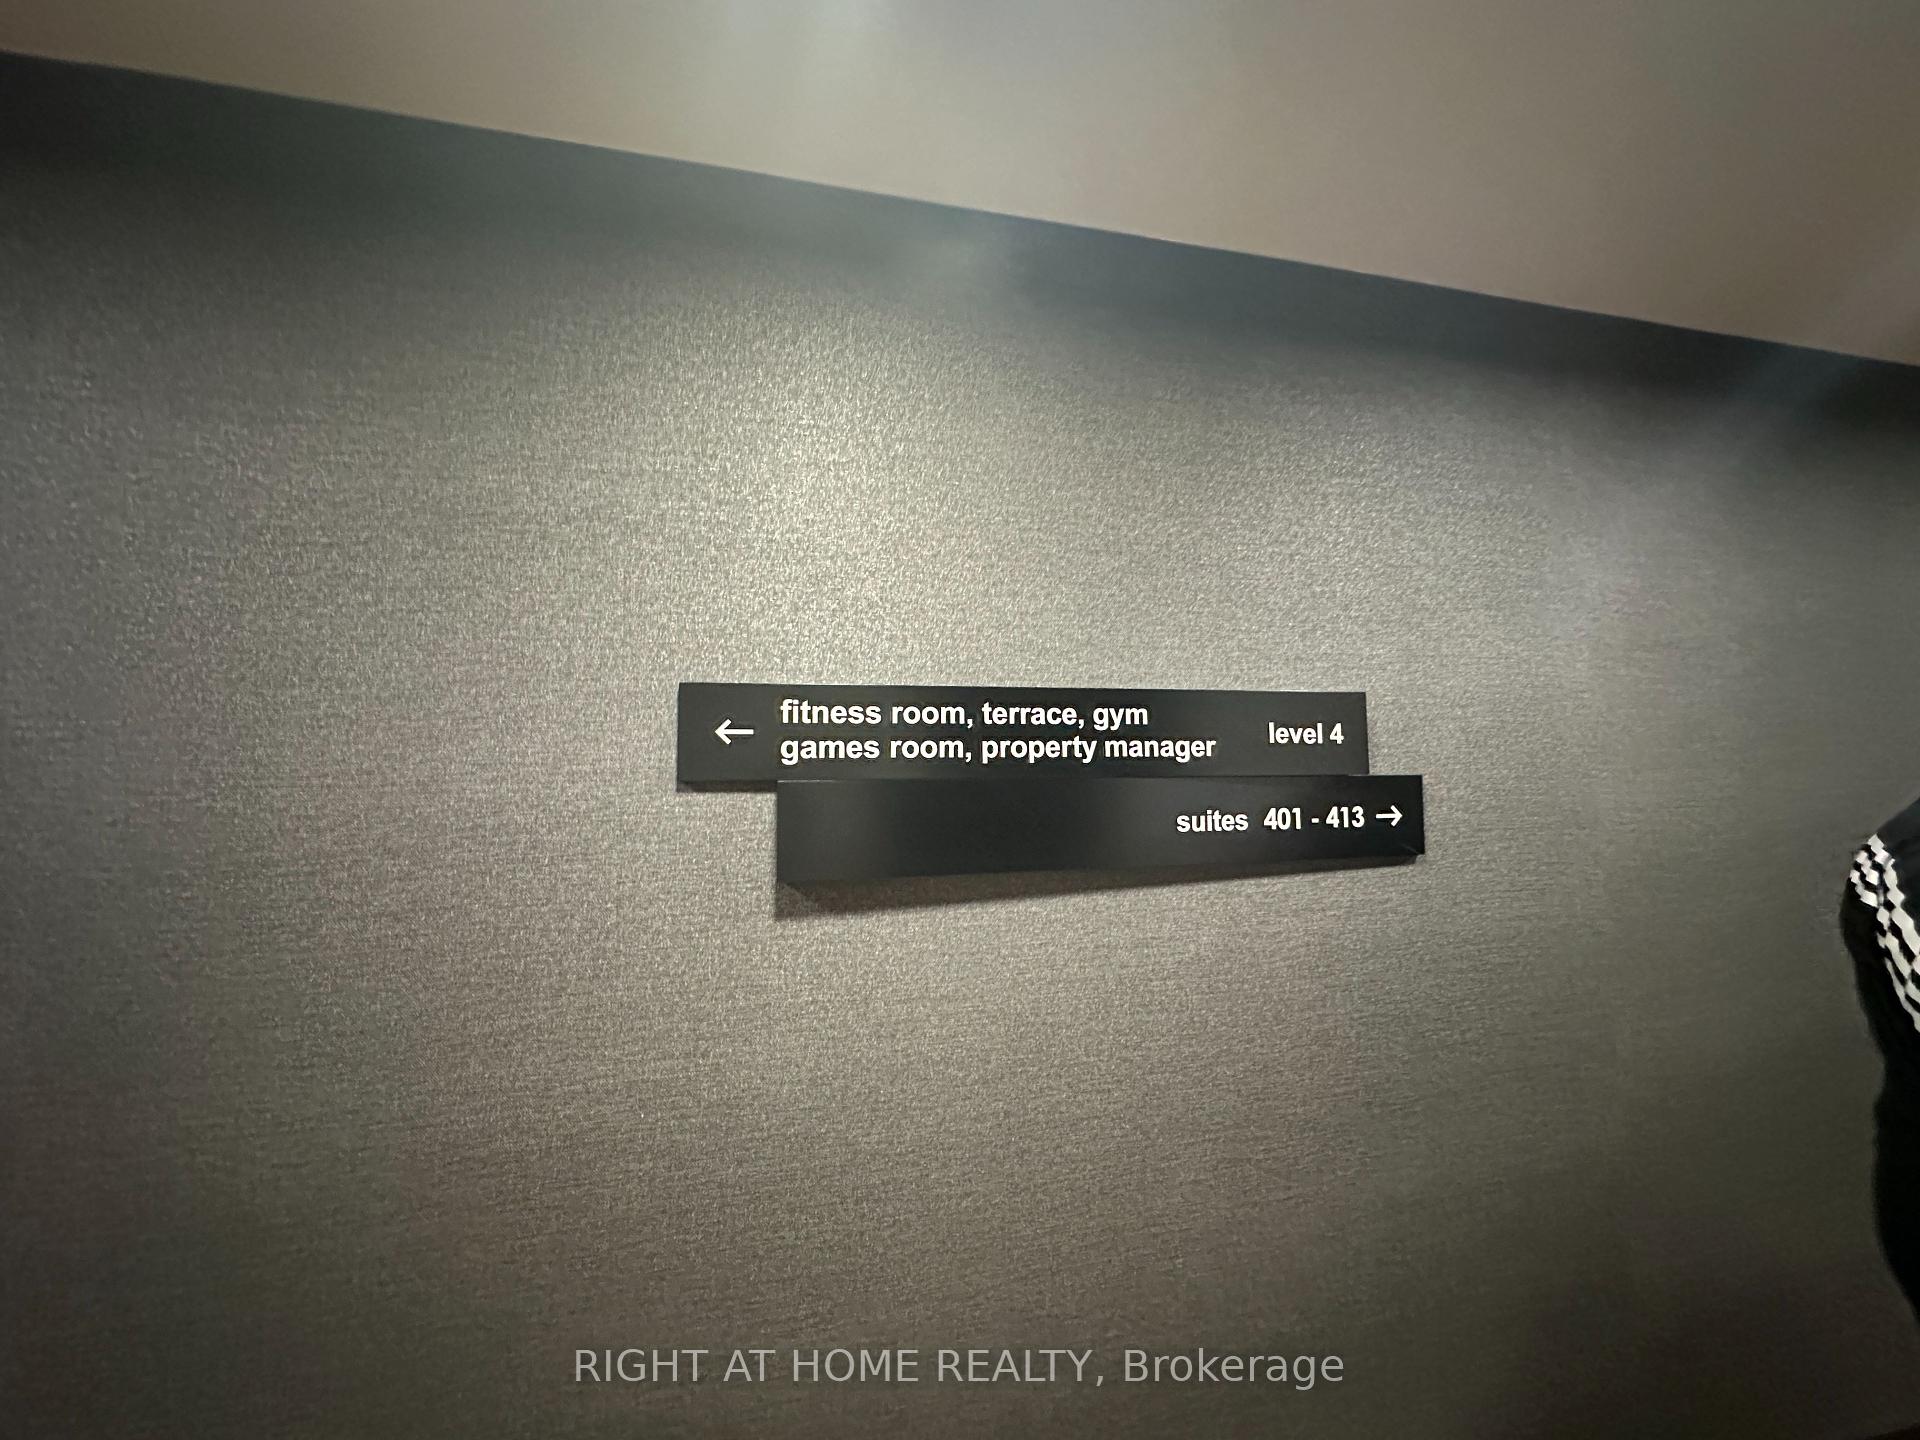 ← fitness room, terrace, gym
games room, property manager
level 4
suites 401 - 413 →
RIGHT AT HOME REALTY, Brokerage